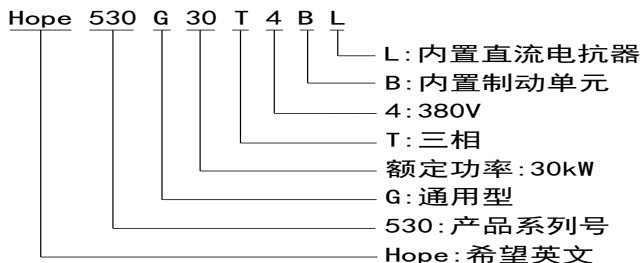 Hope 530 G 30 T 4 B L
L:内置直流电抗器
B:内置制动单元
4:380V
T:三相
额定功率:30kW
G:通用型
530:产品系列号
Hope:希望英文